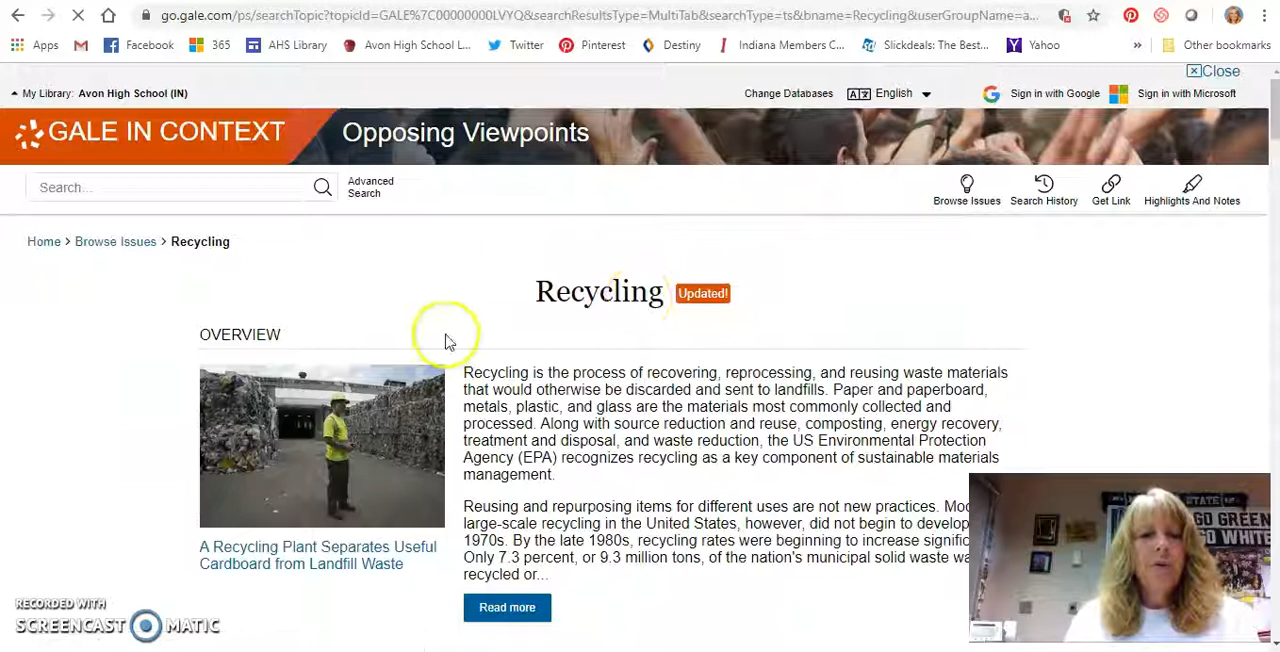 go.gale.com/ps/searchTopic?topicId=GALE%7C00000000LVYQ&searchResultsType=MultiTab&searchType=ts&bname=Recycling&userGroupName=a...
Apps Facebook 365 AHS Library Avon High School L... Twitter Pinterest Destiny Indiana Members C... Slickdeals: The Best... Yahoo » Other bookmarks
Close
My Library: Avon High School (IN) Change Databases English Sign in with Google Sign in with Microsoft
GALE IN CONTEXT Opposing Viewpoints
Search... Advanced Search
Browse Issues Search History Get Link Highlights And Notes
Home > Browse Issues > Recycling
Recycling Updated!
OVERVIEW
Recycling is the process of recovering, reprocessing, and reusing waste materials
that would otherwise be discarded and sent to landfills. Paper and paperboard,
metals, plastic, and glass are the materials most commonly collected and
processed. Along with source reduction and reuse, composting, energy recovery,
treatment and disposal, and waste reduction, the US Environmental Protection
Agency (EPA) recognizes recycling as a key component of sustainable materials
management.
Reusing and repurposing items for different uses are not new practices. Mod
large-scale recycling in the United States, however, did not begin to develop
1970s. By the late 1980s, recycling rates were beginning to increase signific
Only 7.3 percent, or 9.3 million tons, of the nation's municipal solid waste wa
recycled or...
A Recycling Plant Separates Useful
Cardboard from Landfill Waste
Read more
STATE
GO GREEN
GO WHITE
RECORDED WITH
SCREENCAST MATIC